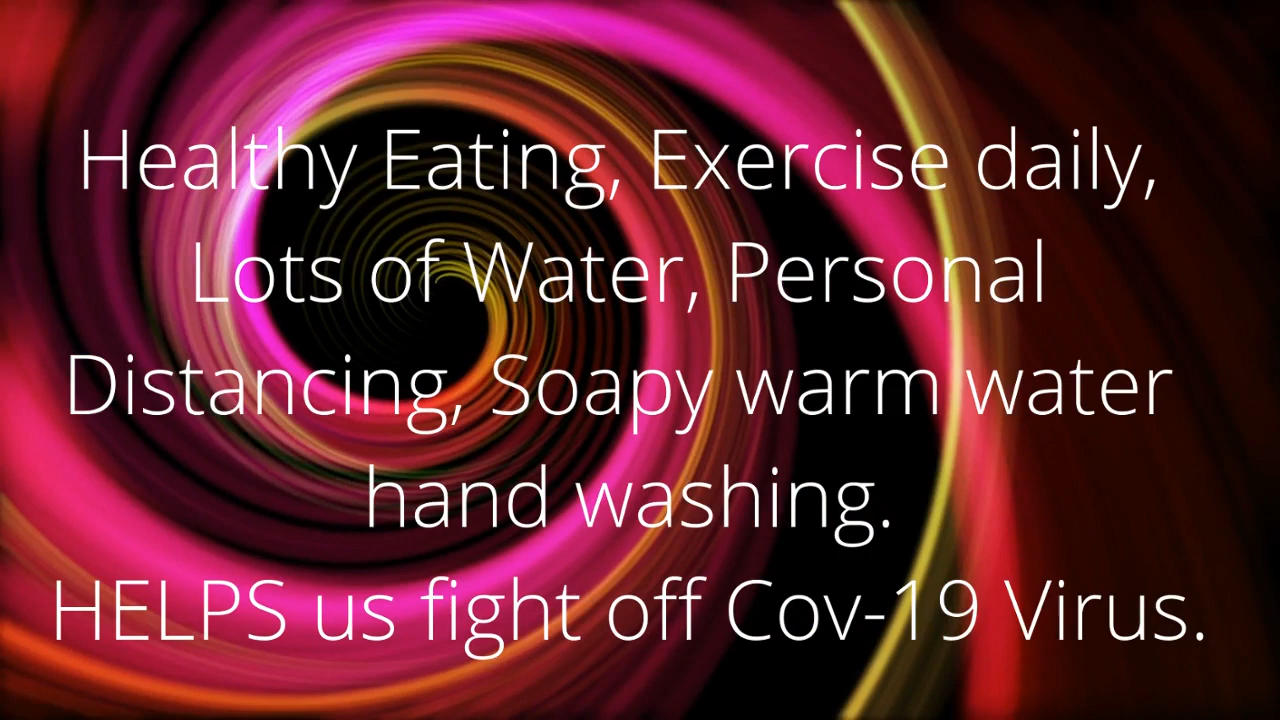 Healthy Eating, Exercise daily,
Lots of Water, Personal
Distancing, Soapy warm water
hand washing.
HELPS us fight off Cov-19 Virus.